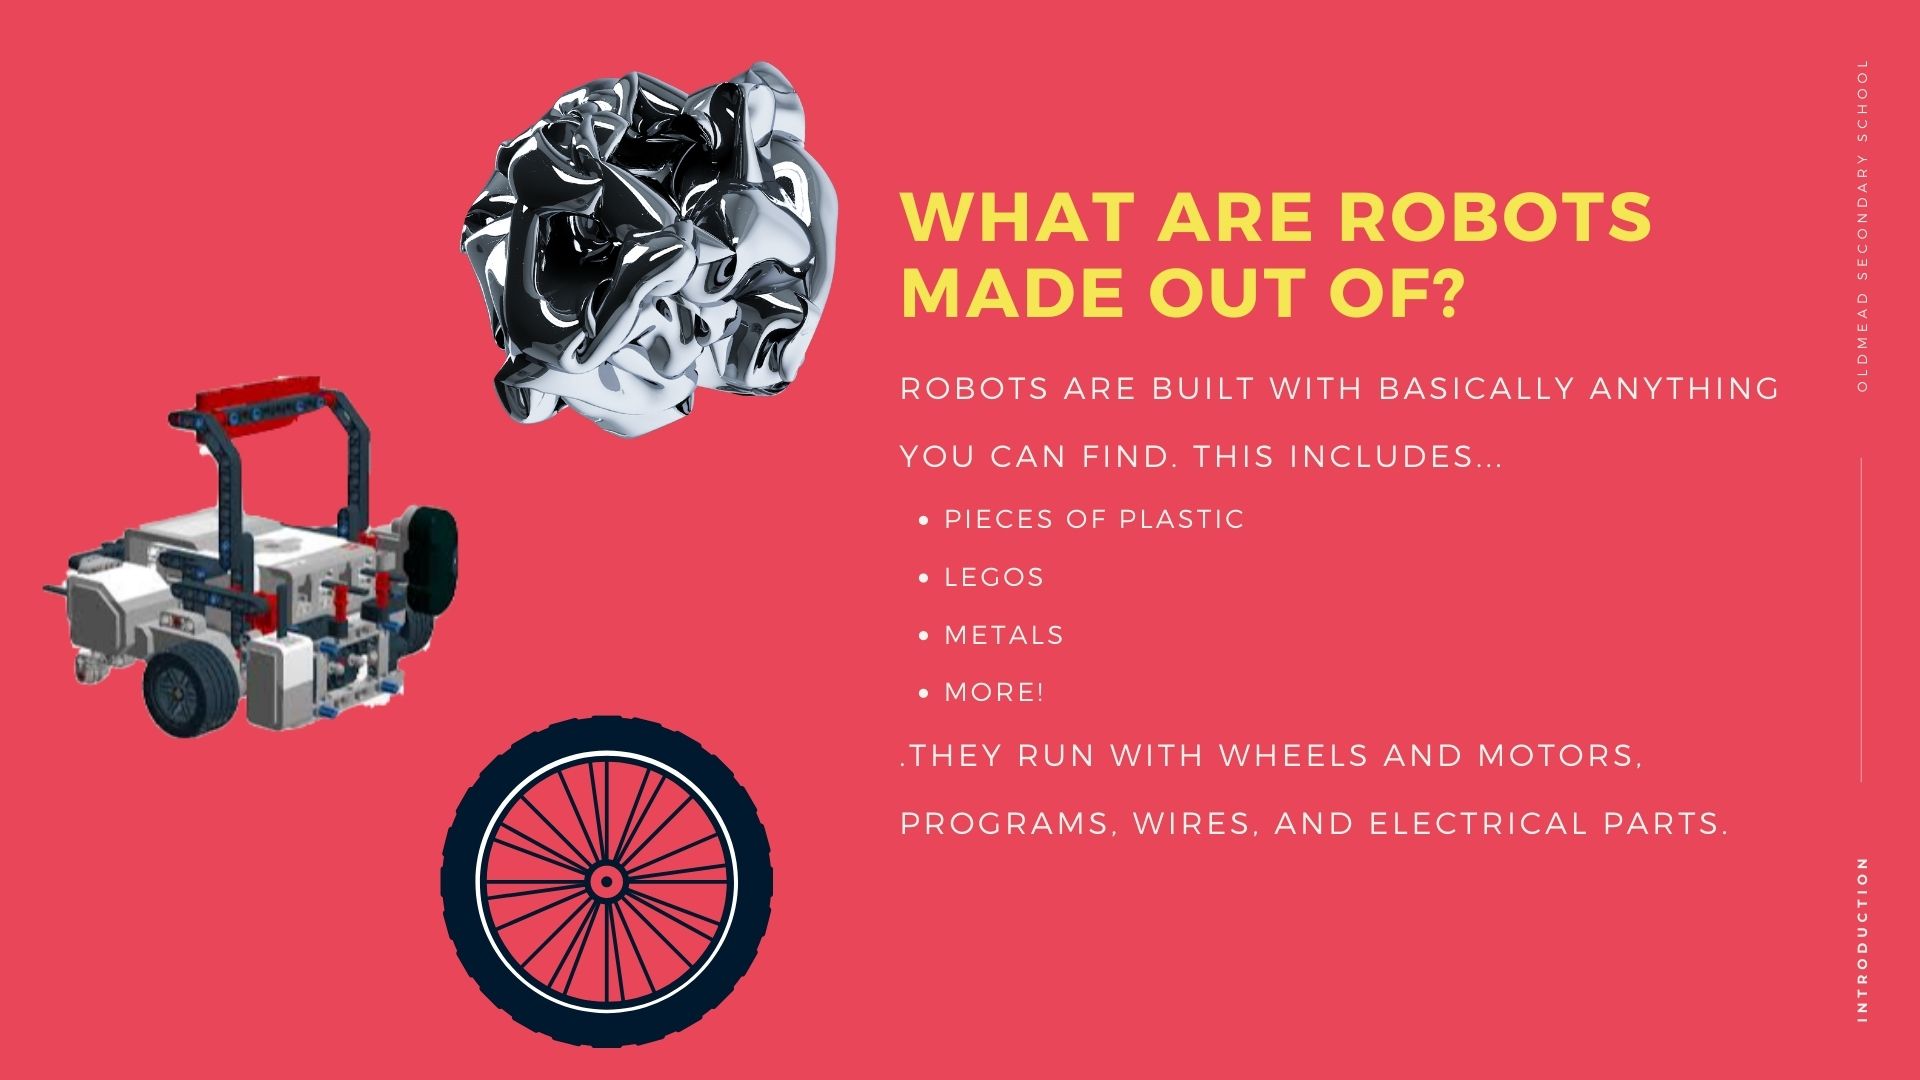 WHAT ARE ROBOTS
MADE OUT OF?
ROBOTS ARE BUILT WITH BASICALLY ANYTHING
YOU CAN FIND. THIS INCLUDES...
• PIECES OF PLASTIC
• LEGOS
• METALS
• MORE!
.THEY RUN WITH WHEELS AND MOTORS,
PROGRAMS, WIRES, AND ELECTRICAL PARTS.
OLDMEAD SECONDARY SCHOOL
INTRODUCTION